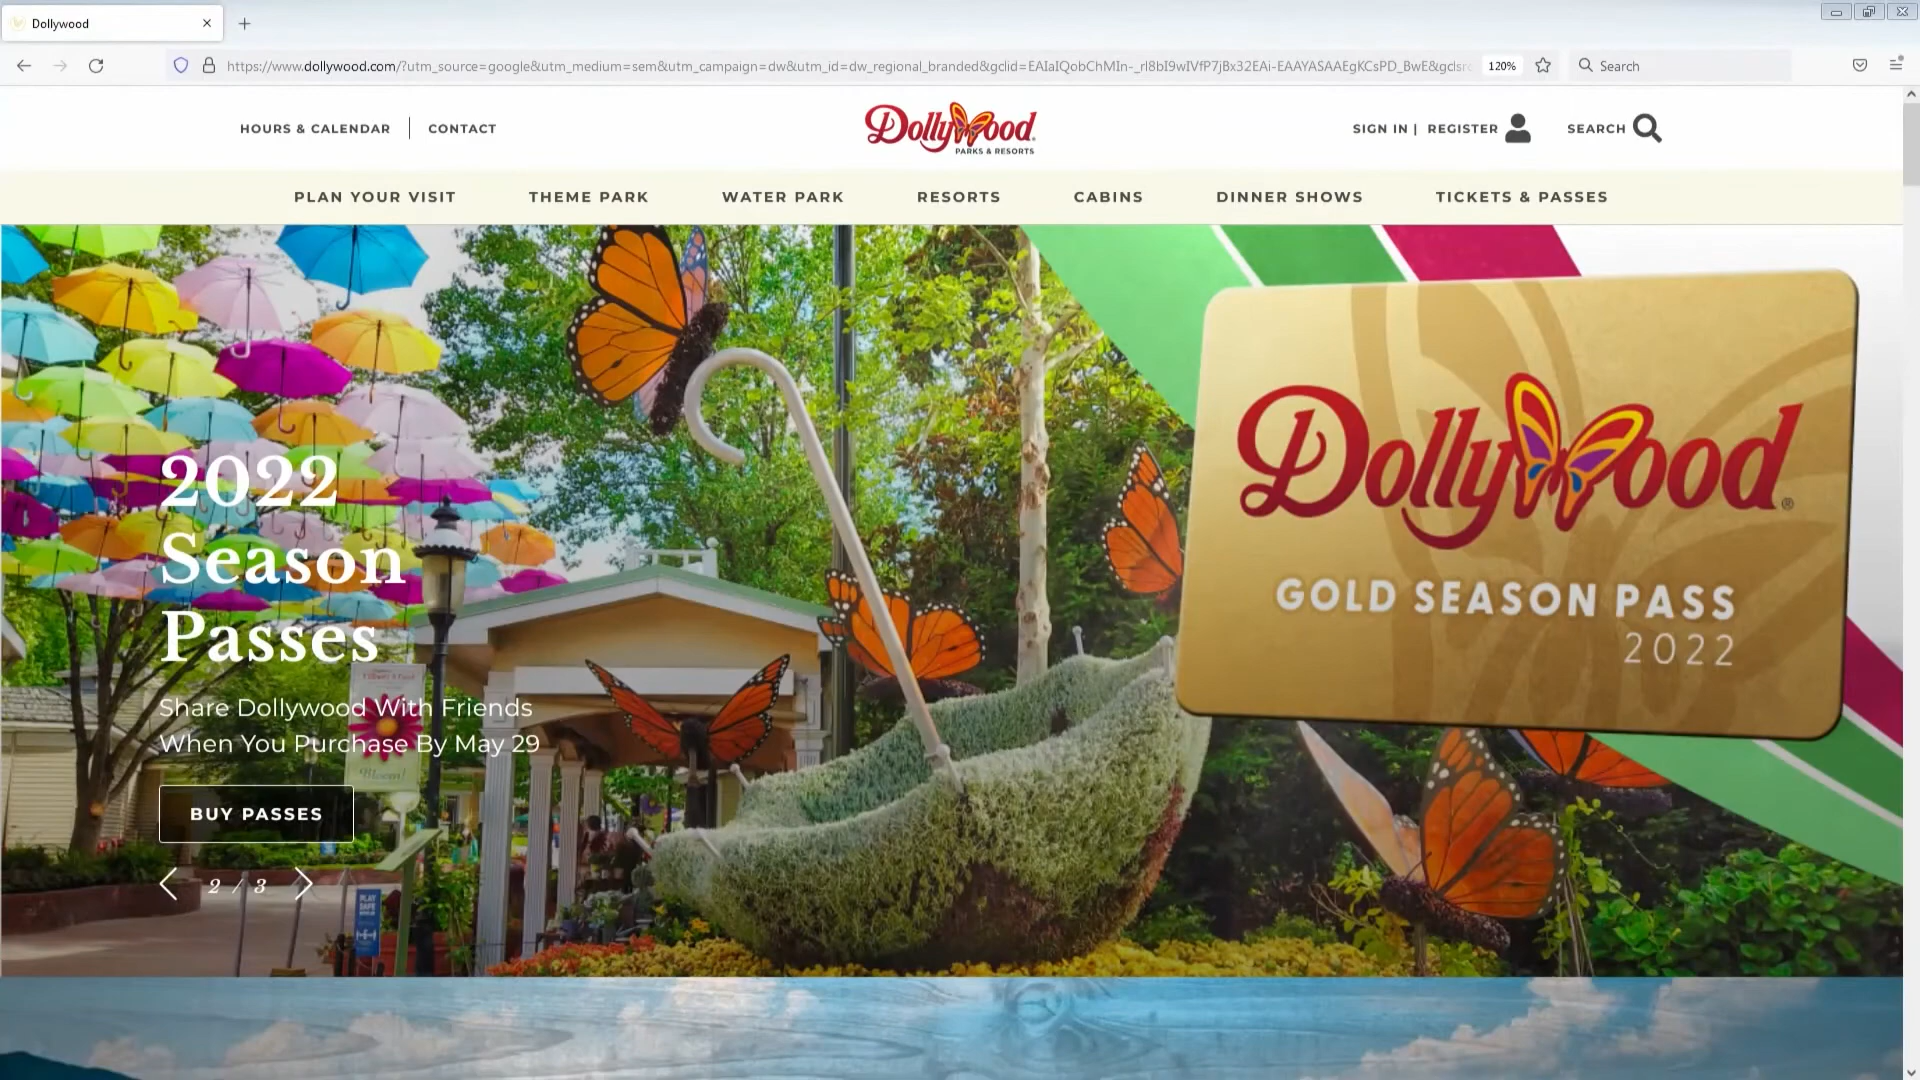 Dollywood
https://www.dollywood.com/?utm_source=google&utm_medium=sem&utm_campaign=dw&utm_id=dw_regional_branded&gclid=EAIaIQobChMIn-_rl8bI9wIVfP7jBx32EAi-EAAYASAAEgKCsPD_BwE&gclsrc
120%
Search
HOURS & CALENDAR
CONTACT
Dollywood
PARKS & RESORTS
SIGN IN | REGISTER
SEARCH
PLAN YOUR VISIT
THEME PARK
WATER PARK
RESORTS
CABINS
DINNER SHOWS
TICKETS & PASSES
2022
Season
Passes
Share Dollywood With Friends
When You Purchase By May 29
BUY PASSES
2 / 3
Bloom!
PLAY
SAFE
Dollywood®
GOLD SEASON PASS
2022